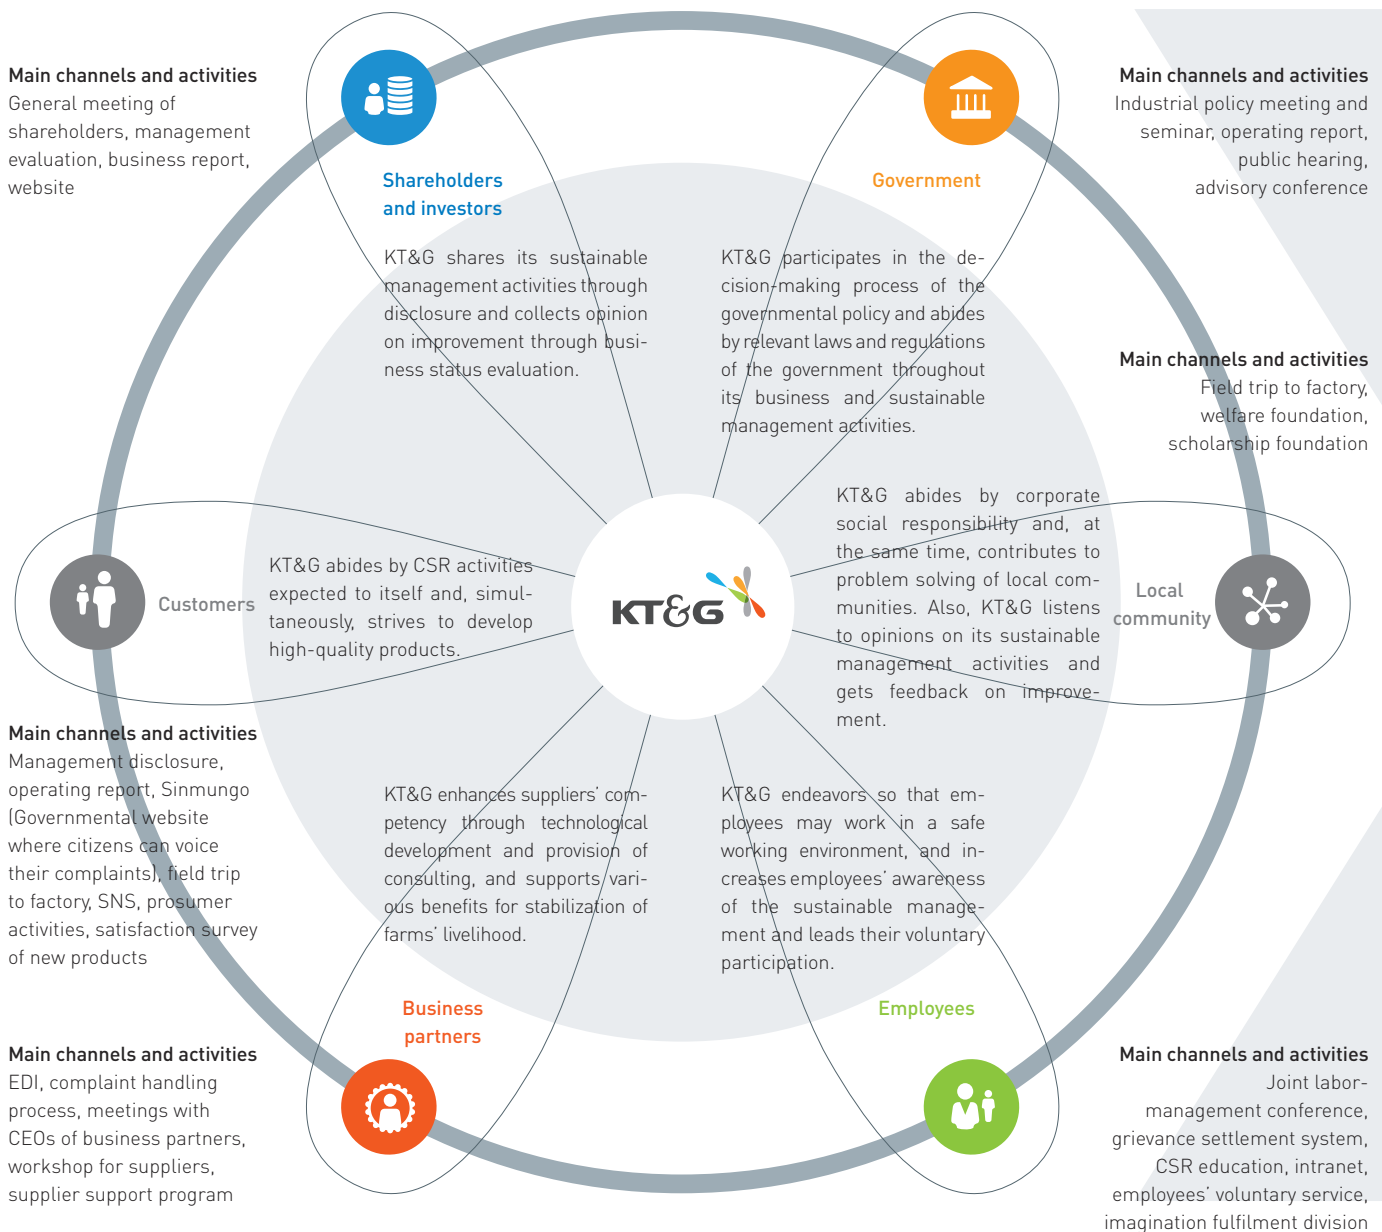 Main channels and activities
General meeting of
shareholders, management
evaluation, business report,
website
Shareholders
and investors
KT&G shares its sustainable
management activities through
disclosure and collects opinion
on improvement through busi-
ness status evaluation.
Main channels and activities
Industrial policy meeting and
seminar, operating report,
public hearing,
advisory conference
Government
KT&G participates in the de-
cision-making process of the
governmental policy and abides
by relevant laws and regulations
of the government throughout
its business and sustainable
management activities.
Main channels and activities
Field trip to factory,
welfare foundation,
scholarship foundation
Local
community
KT&G abides by corporate
social responsibility and, at
the same time, contributes to
problem solving of local com-
munities. Also, KT&G listens
to opinions on its sustainable
management activities and
gets feedback on improve-
ment.
Customers
KT&G abides by CSR activities
expected to itself and, simul-
taneously, strives to develop
high-quality products.
KT&G
Main channels and activities
Management disclosure,
operating report, Sinmungo
(Governmental website
where citizens can voice
their complaints), field trip
to factory, SNS, prosumer
activities, satisfaction survey
of new products
KT&G enhances suppliers’ com-
petency through technological
development and provision of
consulting, and supports vari-
ous benefits for stabilization of
farms’ livelihood.
Business
partners
Main channels and activities
EDI, complaint handling
process, meetings with
CEOs of business partners,
workshop for suppliers,
supplier support program
KT&G endeavors so that em-
ployees may work in a safe
working environment, and in-
creases employees’ awareness
of the sustainable manage-
ment and leads their voluntary
participation.
Employees
Main channels and activities
Joint labor-
management conference,
grievance settlement system,
CSR education, intranet,
employees’ voluntary service,
imagination fulfilment division